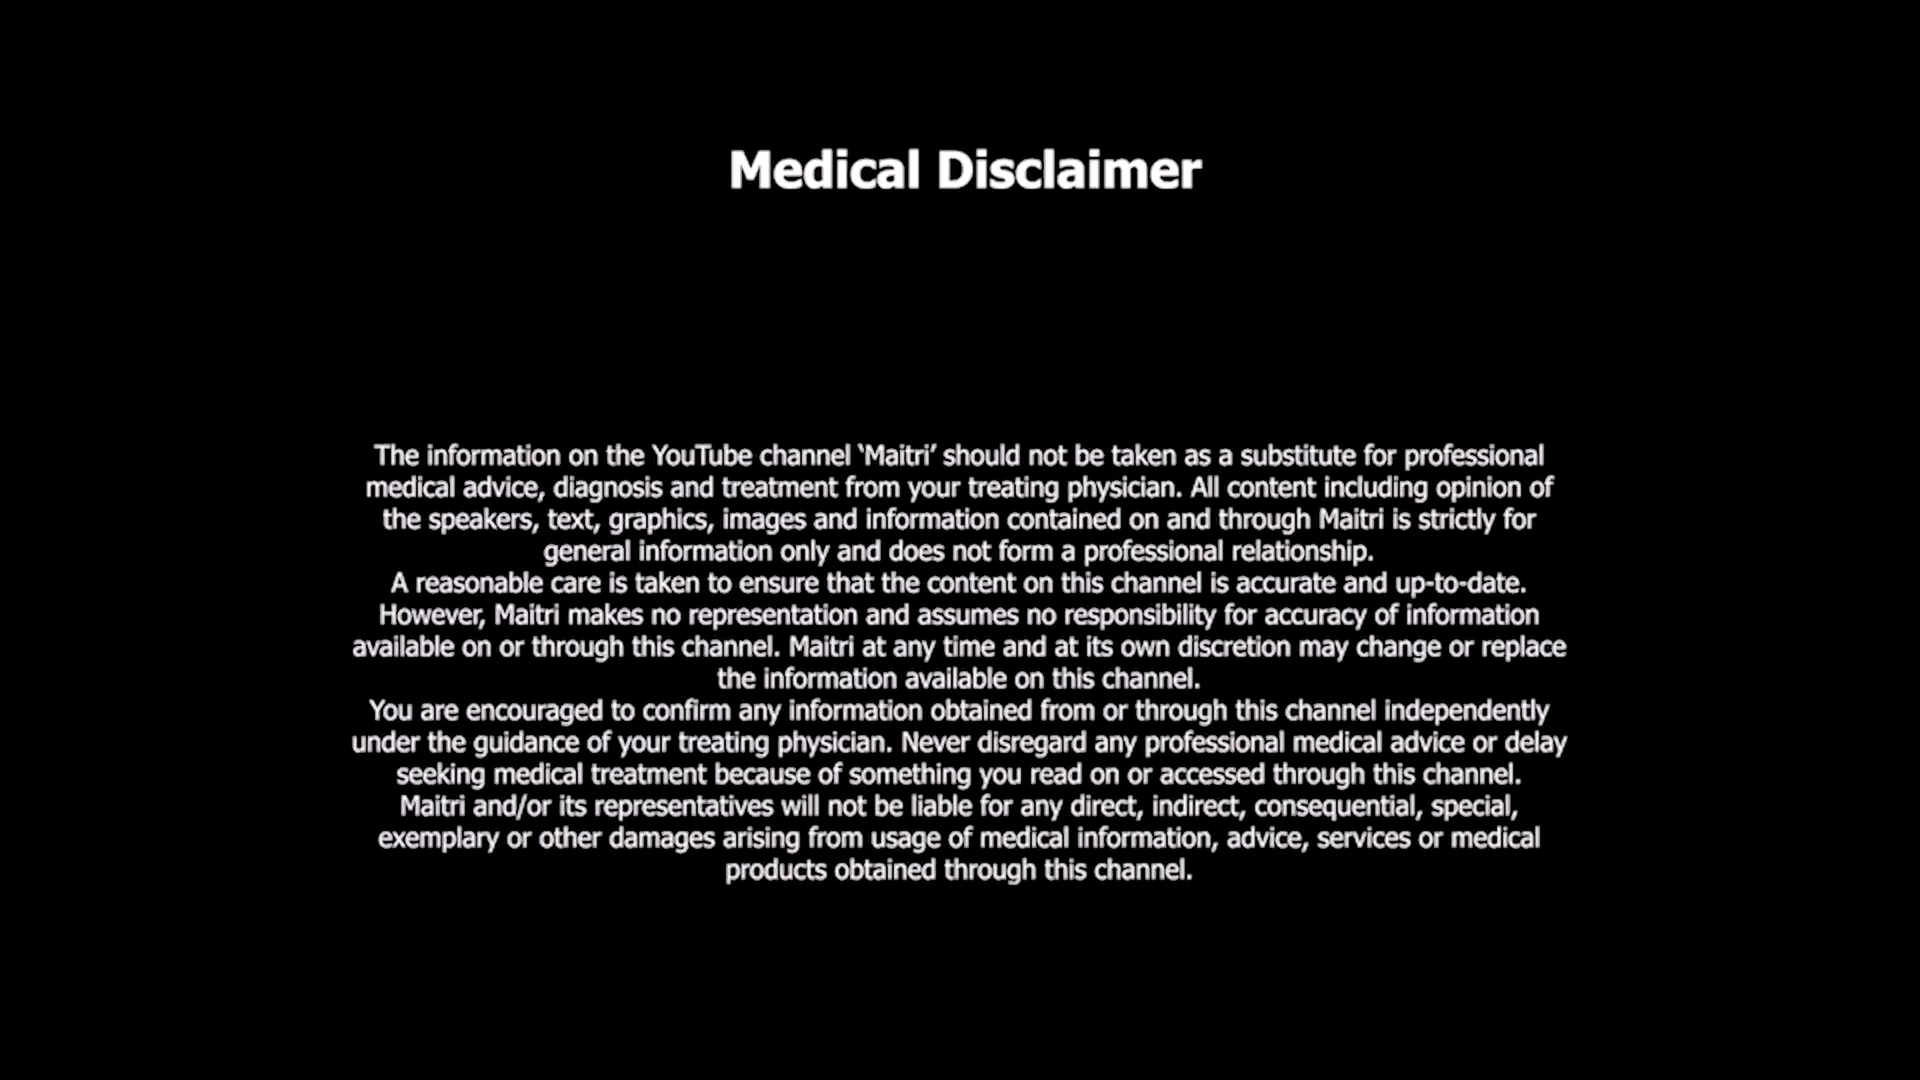 Medical Disclaimer
The information on the YouTube channel ‘Maitri’ should not be taken as a substitute for professional
medical advice, diagnosis and treatment from your treating physician. All content including opinion of
the speakers, text, graphics, images and information contained on and through Maitri is strictly for
general information only and does not form a professional relationship.
A reasonable care is taken to ensure that the content on this channel is accurate and up-to-date.
However, Maitri makes no representation and assumes no responsibility for accuracy of information
available on or through this channel. Maitri at any time and at its own discretion may change or replace
the information available on this channel.
You are encouraged to confirm any information obtained from or through this channel independently
under the guidance of your treating physician. Never disregard any professional medical advice or delay
seeking medical treatment because of something you read on or accessed through this channel.
Maitri and/or its representatives will not be liable for any direct, indirect, consequential, special,
exemplary or other damages arising from usage of medical information, advice, services or medical
products obtained through this channel.